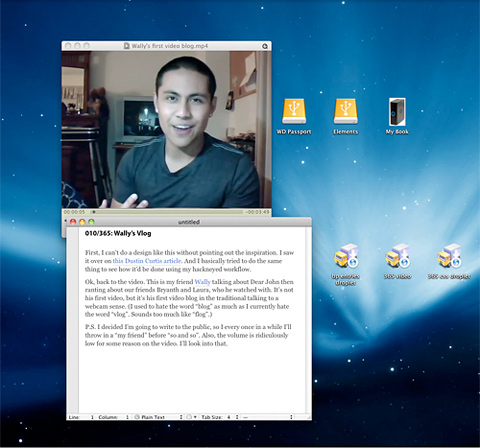 Wally's first video blog.mp4
00:00:05
-00:03:49
WD Passport
Elements
My Book
untitled
010/365: Wally's Vlog
First, I can't do a design like this without pointing out the inspiration. I saw
it over on this Dustin Curtis article. And I basically tried to do the same
thing to see how it'd be done using my hackneyed workflow.
Ok, back to the video. This is my friend Wally talking about Dear John then
ranting about our friends Bryanth and Laura, who he watched with. It's not
his first video, but it's his first video blog in the traditional talking to a
webcam sense. (I used to hate the word "blog" as much as I currently hate
the word "vlog". Sounds too much like "flog".)
P.S. I decided I'm going to write to the public, so I every once in a while I'll
throw in a "my friend" before "so and so". Also, the volume is ridiculously
low for some reason on the video. I'll look into that.
up entries
droplet
365 video
365 css droplet
Line: 1 Column: 1 Plain Text Tab Size: 4 —